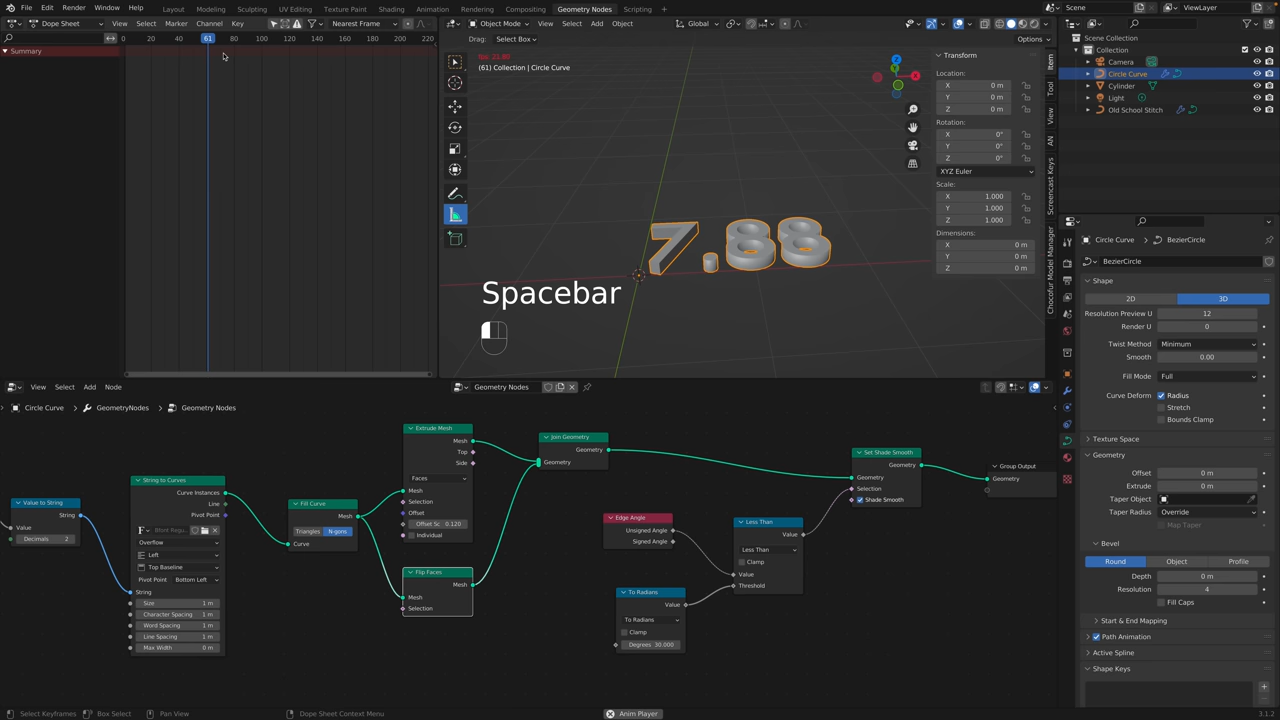 File Edit Render Window Help Layout Modeling Sculpting UV Editing Texture Paint Shading Animation Rendering Compositing Geometry Nodes Scripting Scene ViewLayer
Dope Sheet View Select Marker Channel Key Nearest Frame
0 20 40 61 80 100 120 140 160 180 200 220
Summary
Object Mode View Select Add Object Global
Drag: Select Box Options
(61) Collection | Circle Curve
7.88
Spacebar
Transform
Location:
X 0 m
Y 0 m
Z 0 m
Rotation:
X 0°
Y 0°
Z 0°
XYZ Euler
Scale:
X 1.000
Y 1.000
Z 1.000
Dimensions:
X 0 m
Y 0 m
Z 0 m
Item
Tool
View
AN
Screencast Keys
Chocofur Model Manager
Scene Collection
Collection
Camera
Circle Curve
Cylinder
Light
Old School Stitch
Circle Curve BezierCircle
BezierCircle
Shape
2D 3D
Resolution Preview U 12
Render U 0
Twist Method Minimum
Smooth 0.00
Fill Mode Full
Curve Deform Radius
Stretch
Bounds Clamp
Texture Space
Geometry
Offset 0 m
Extrude 0 m
Taper Object
Taper Radius Override
Map Taper
Bevel
Round Object Profile
Depth 0 m
Resolution 4
Fill Caps
Start & End Mapping
Path Animation
Active Spline
Shape Keys
View Select Add Node Geometry Nodes
Circle Curve GeometryNodes Geometry Nodes
Value to String
String
Value
Decimals 2
String to Curves
Curve Instances
Line
Pivot Point
Overflow
Left
Top Baseline
Pivot Point Bottom Left
String
Size 1 m
Character Spacing 1 m
Word Spacing 1 m
Line Spacing 1 m
Max Width 0 m
Fill Curve
Mesh
Triangles N-gons
Curve
Extrude Mesh
Mesh
Top
Side
Faces
Mesh
Selection
Offset
Offset Sc 0.120
Individual
Flip Faces
Mesh
Mesh
Selection
Join Geometry
Geometry
Geometry
Edge Angle
Unsigned Angle
Signed Angle
To Radians
Value
To Radians
Clamp
Degrees 30.000
Less Than
Value
Less Than
Clamp
Value
Threshold
Set Shade Smooth
Geometry
Geometry
Selection
Shade Smooth
Group Output
Geometry
Select Keyframes Box Select Pan View Dope Sheet Context Menu Anim Player 3.1.2